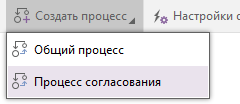 Создать процесс Настройки
Общий процесс
Процесс согласования